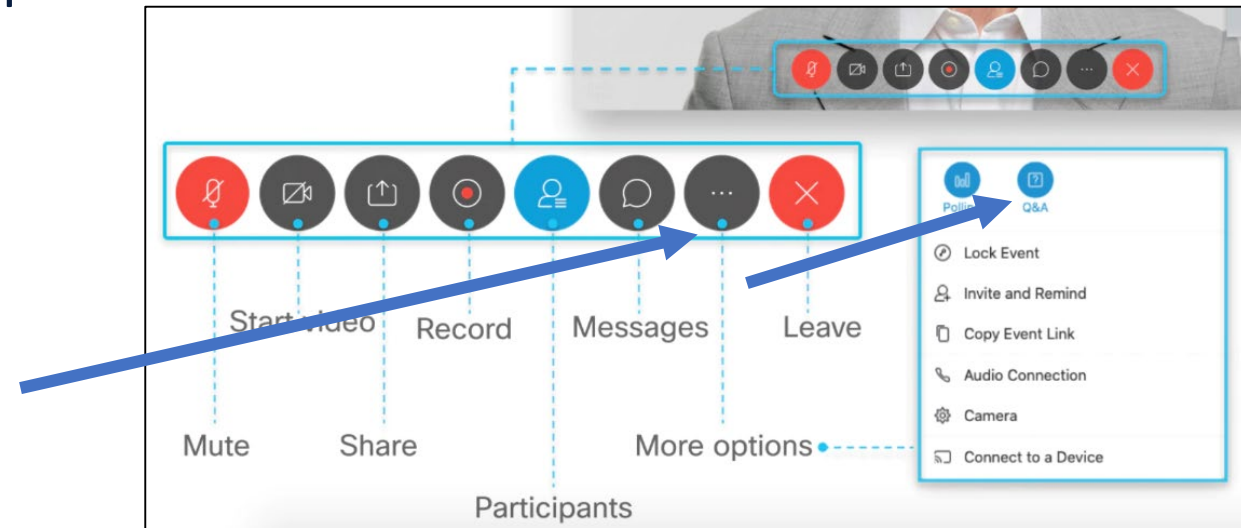 Polling Q&A
Lock Event
Invite and Remind
Copy Event Link
Audio Connection
Camera
Connect to a Device
Start video Record Messages Leave
Mute Share More options
Participants